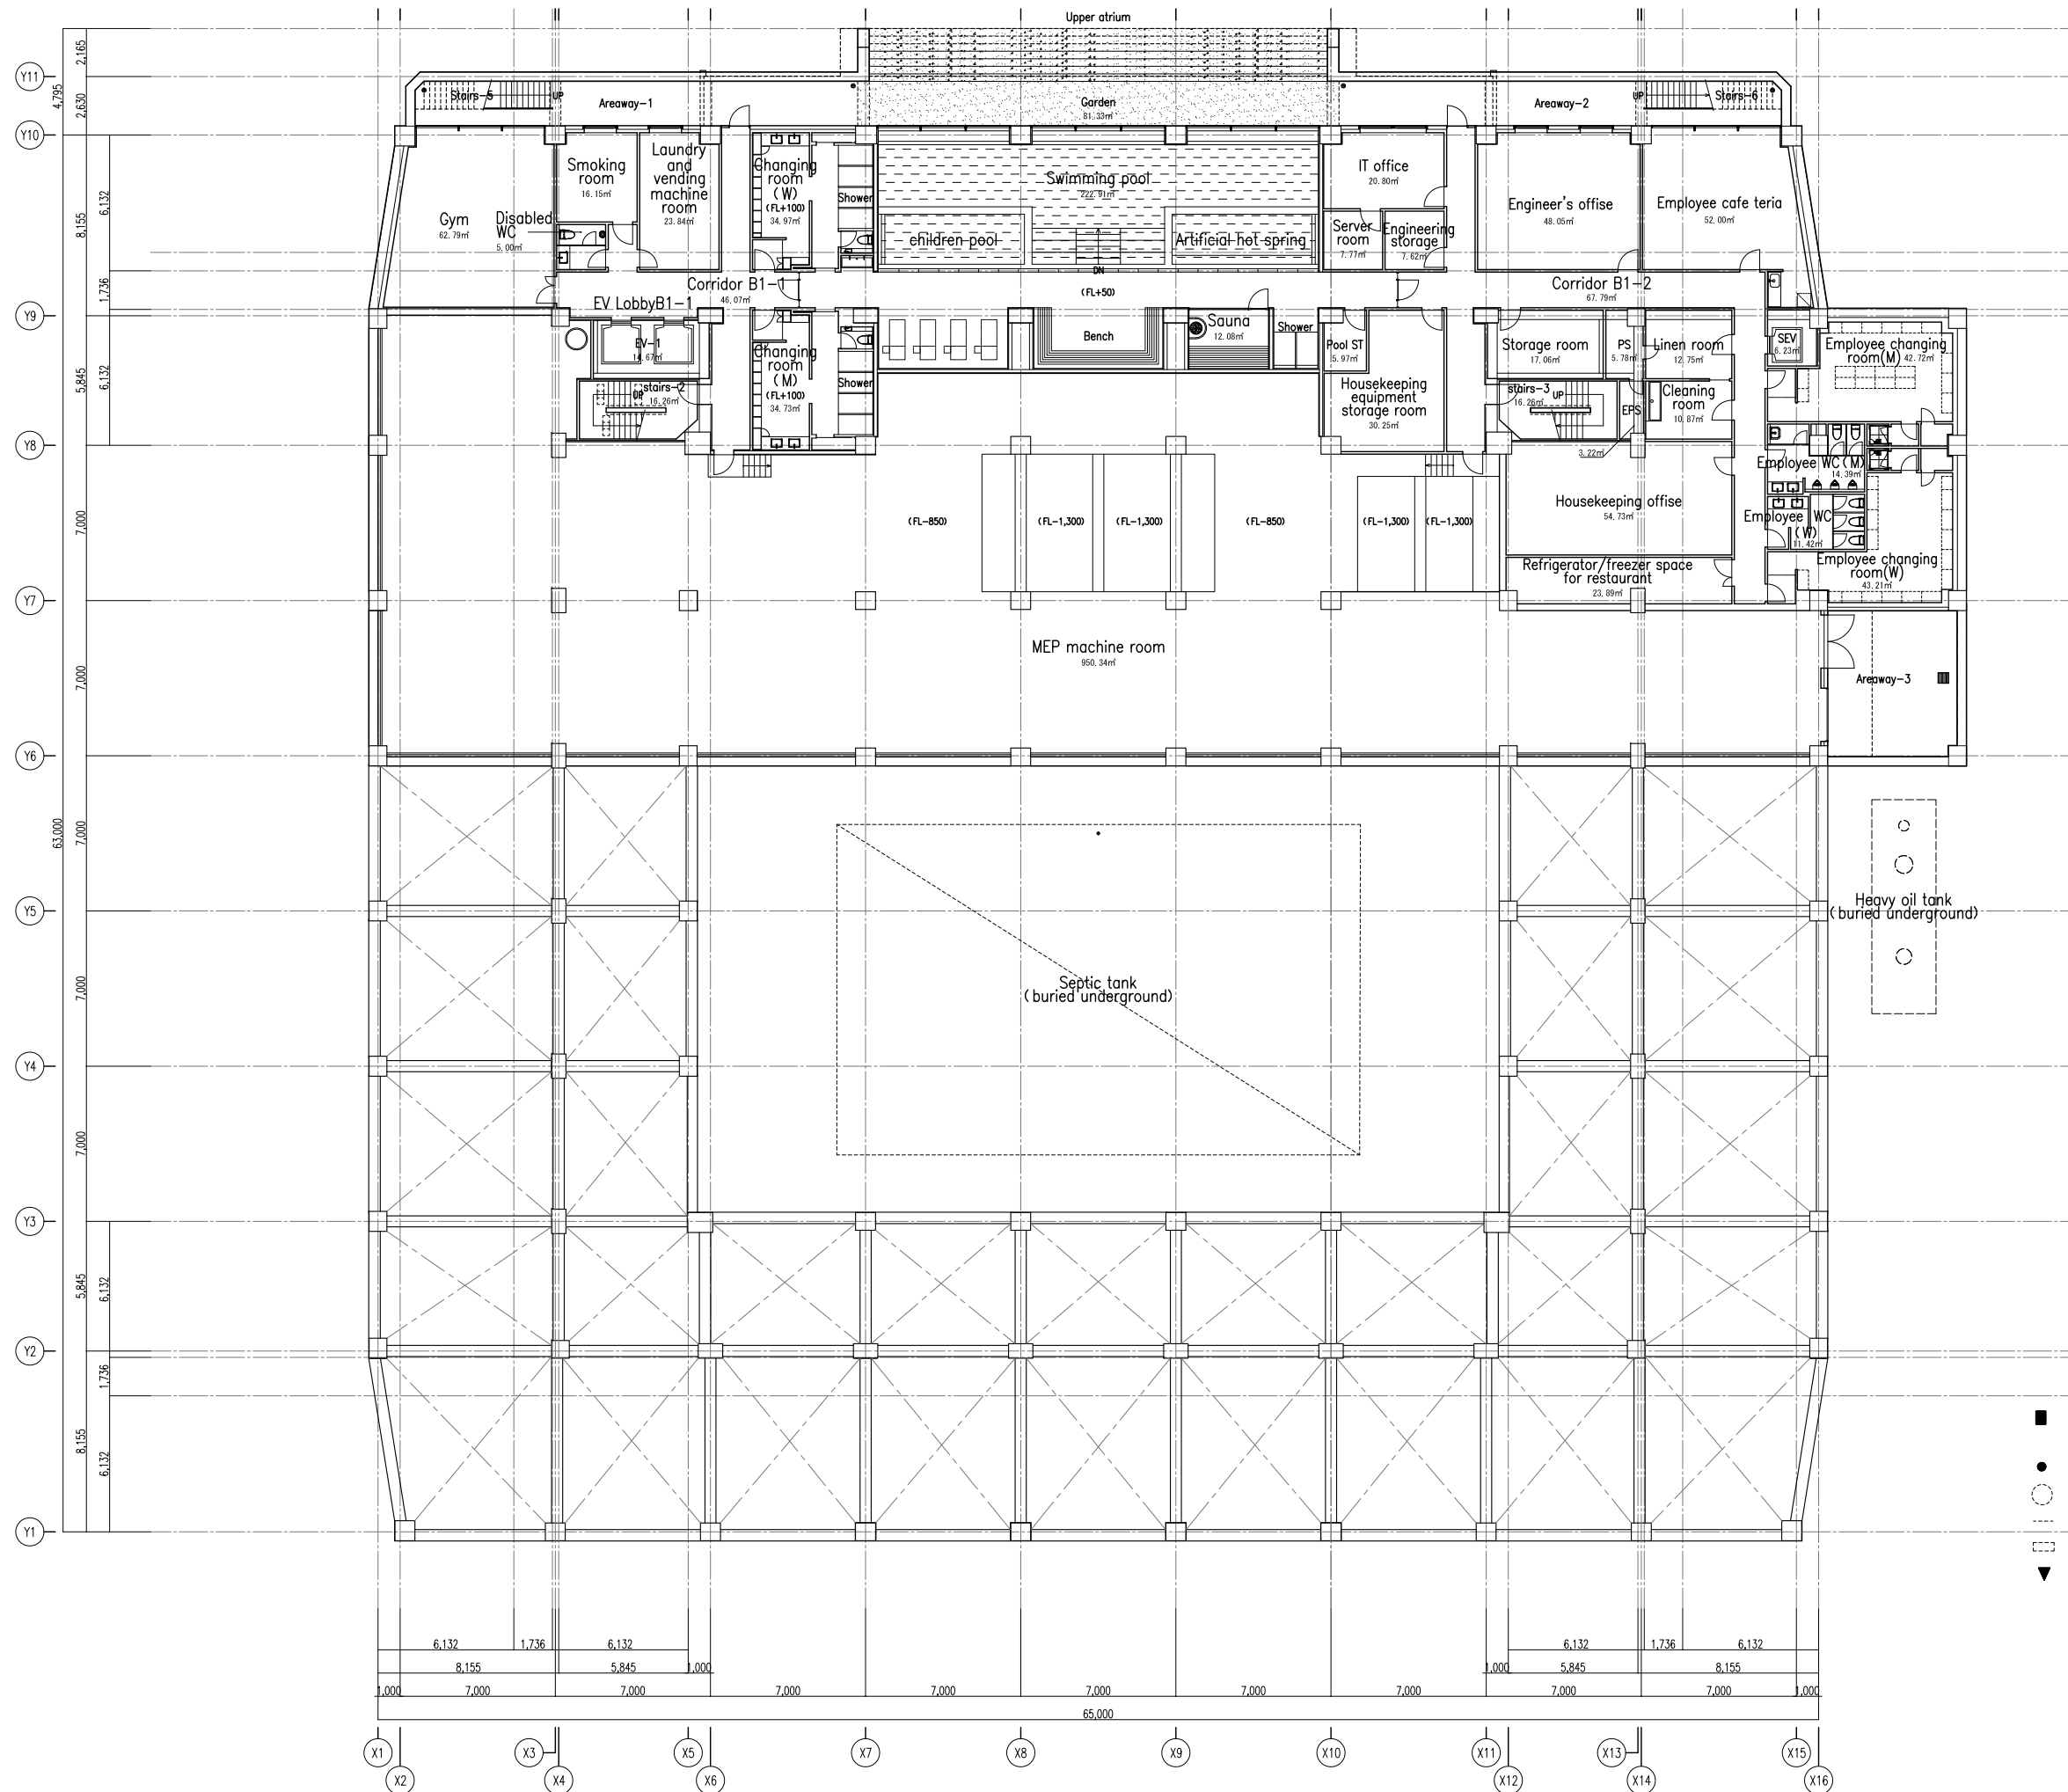 Upper atrium
2,165
Y11
4,795
2,630
Stairs-5
UP
Areaway-1
Garden
81.33㎡
Areaway-2
UP
Stairs-6
Y10
Smoking
room
16.15㎡
Laundry
and
vending
machine
room
23.84㎡
Changing
room
(W)
(FL+100)
34.97㎡
Shower
Swimming pool
222.91㎡
IT office
20.80㎡
Engineer's offise
48.05㎡
Employee cafe teria
52.00㎡
6,132
8,155
Gym
62.79㎡
Disabled
WC
5.00㎡
children pool
Artificial hot spring
Server
room
7.77㎡
Engineering
storage
7.62㎡
DN
1,736
Corridor B1-1
46.07㎡
(FL+50)
Corridor B1-2
67.79㎡
EV LobbyB1-1
Y9
EV-1
14.67㎡
Changing
room
(M)
(FL+100)
34.73㎡
Shower
Bench
Sauna
12.08㎡
Shower
Pool ST
5.97㎡
Storage room
17.06㎡
PS
5.78㎡
Linen room
12.75㎡
SEV
6.23㎡
Employee changing
room(M) 42.72㎡
5,845
6,132
stairs-2
UP
16.26㎡
Housekeeping
equipment
storage room
30.25㎡
stairs-3
UP
16.26㎡
EPS
3.22㎡
Cleaning
room
10.87㎡
Y8
Employee WC(M)
14.39㎡
Housekeeping offise
54.73㎡
Employee WC
(W)
11.42㎡
7,000
(FL-850)
(FL-1,300)
(FL-1,300)
(FL-850)
(FL-1,300)
(FL-1,300)
Refrigerator/freezer space
for restaurant
23.89㎡
Employee changing
room(W)
43.21㎡
Y7
MEP machine room
950.34㎡
7,000
Areaway-3
Y6
63,000
7,000
Y5
Heavy oil tank
(buried underground)
7,000
Septic tank
(buried underground)
Y4
7,000
Y3
5,845
6,132
Y2
1,736
8,155
6,132
Y1
6,132
1,736
6,132
6,132
1,736
6,132
8,155
5,845
1,000
1,000
5,845
8,155
1,000
7,000
7,000
7,000
7,000
7,000
7,000
7,000
7,000
7,000
1,000
65,000
X1
X2
X3
X4
X5
X6
X7
X8
X9
X10
X11
X12
X13
X14
X15
X16